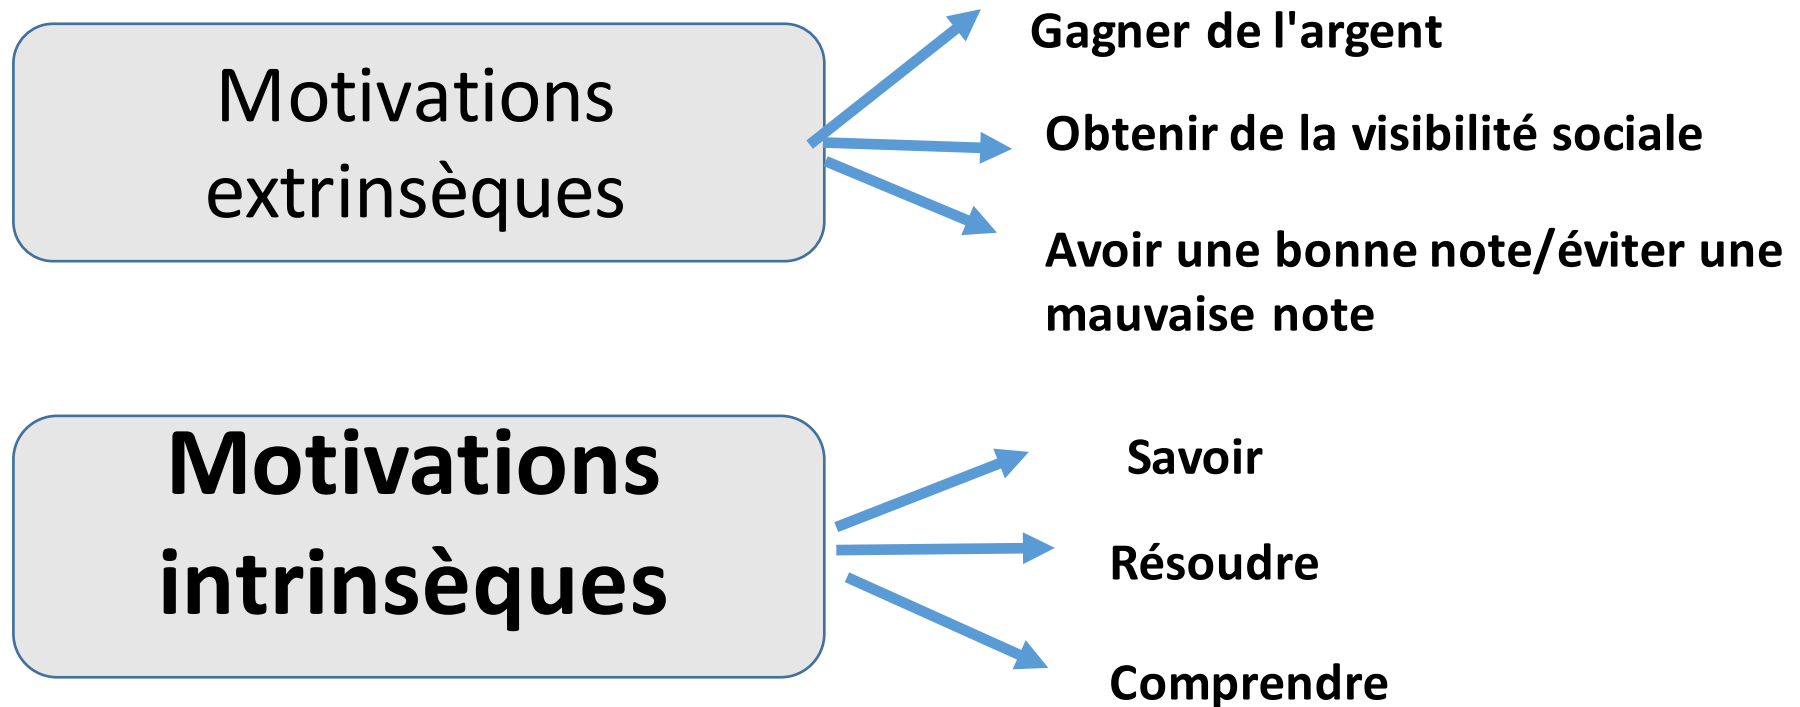 Motivations
extrinsèques
Gagner de l'argent
Obtenir de la visibilité sociale
Avoir une bonne note/éviter une
mauvaise note
Motivations
intrinsèques
Savoir
Résoudre
Comprendre